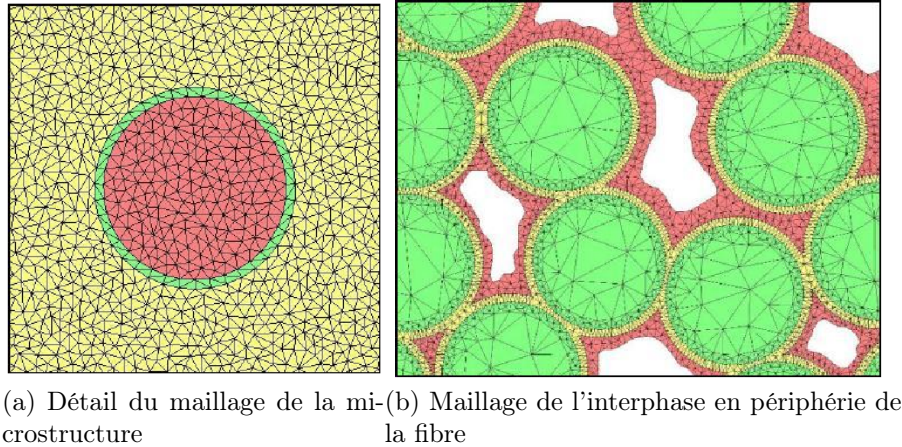 (a) Détail du maillage de la mi-
crostructure
(b) Maillage de l'interphase en périphérie de
la fibre